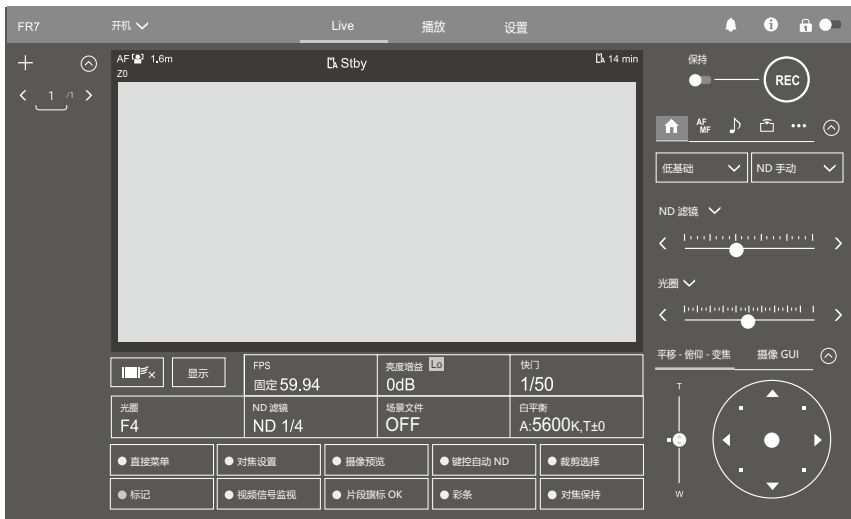 FR7 开机 Live 播放 设置
AF 1.6m Stby 14 min
Z0
1 /1
保持
REC
AF
MF
低基础 ND 手动
ND 滤镜
光圈
平移 - 俯仰 - 变焦 摄像 GUI
T
W
显示
FPS 亮度增益 Lo 快门
固定 59.94 0dB 1/50
光圈 ND 滤镜 场景文件 白平衡
F4 ND 1/4 OFF A:5600K,T±0
直接菜单 对焦设置 摄像预览 键控自动 ND 裁剪选择
标记 视频信号监视 片段旗标 OK 彩条 对焦保持